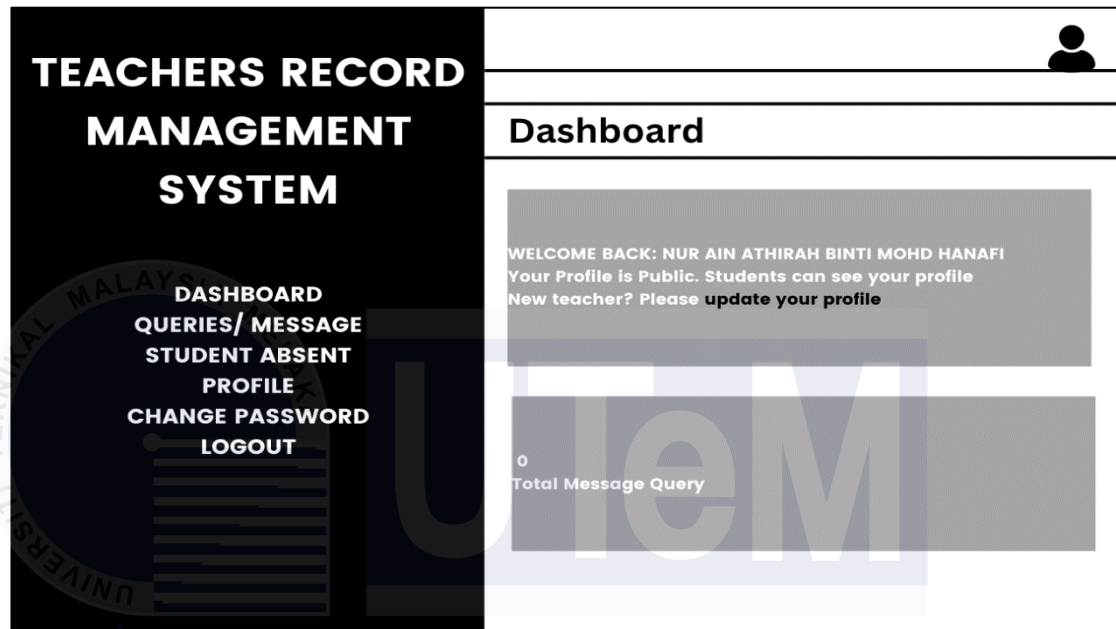 TEACHERS RECORD
MANAGEMENT
SYSTEM
DASHBOARD
QUERIES/ MESSAGE
STUDENT ABSENT
PROFILE
CHANGE PASSWORD
LOGOUT
Dashboard
WELCOME BACK: NUR AIN ATHIRAH BINTI MOHD HANAFI
Your Profile is Public. Students can see your profile
New teacher? Please update your profile
0
Total Message Query
UTeM